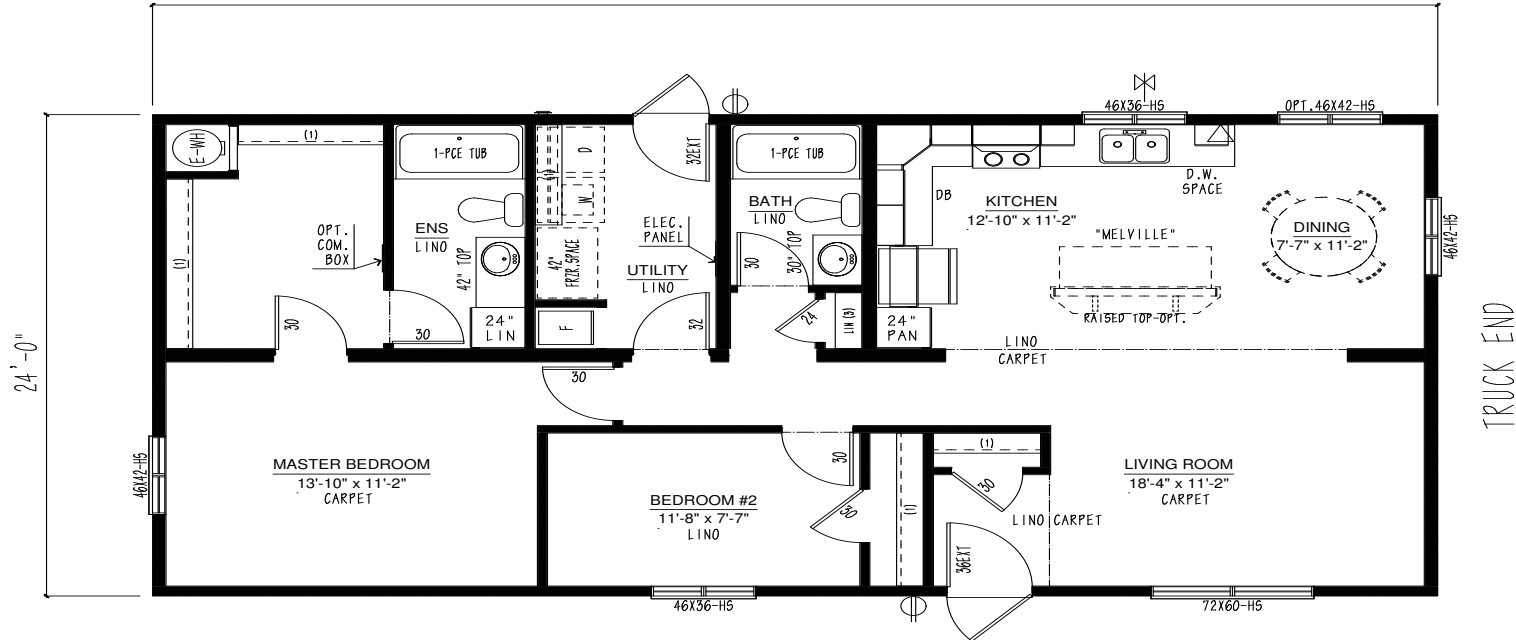 46X36-HS
OPT.46X42-HS
E-WH
(1)
1-PCE TUB
D
32EXT
1-PCE TUB
(1)
W
D.W.
SPACE
DB
KITCHEN
12'-10" x 11'-2"
BATH
LINO
ENS
LINO
OPT.
COM.
BOX
ELEC.
PANEL
"MELVILLE"
DINING
7'-7" x 11'-2"
46X42-HS
(1)
42" TOP
42"
FRZR.SPACE
UTILITY
LINO
30
30" TOP
30
30
24"
LIN
F
32
24
LIN (3)
24"
PAN
RAISED TOP-OPT.
LINO
CARPET
24'-0"
TRUCK END
30
46X42-HS
MASTER BEDROOM
13'-10" x 11'-2"
CARPET
30
(1)
LIVING ROOM
18'-4" x 11'-2"
CARPET
BEDROOM #2
11'-8" x 7'-7"
LINO
30
(1)
30
LINO CARPET
36EXT
46X36-HS
72X60-HS